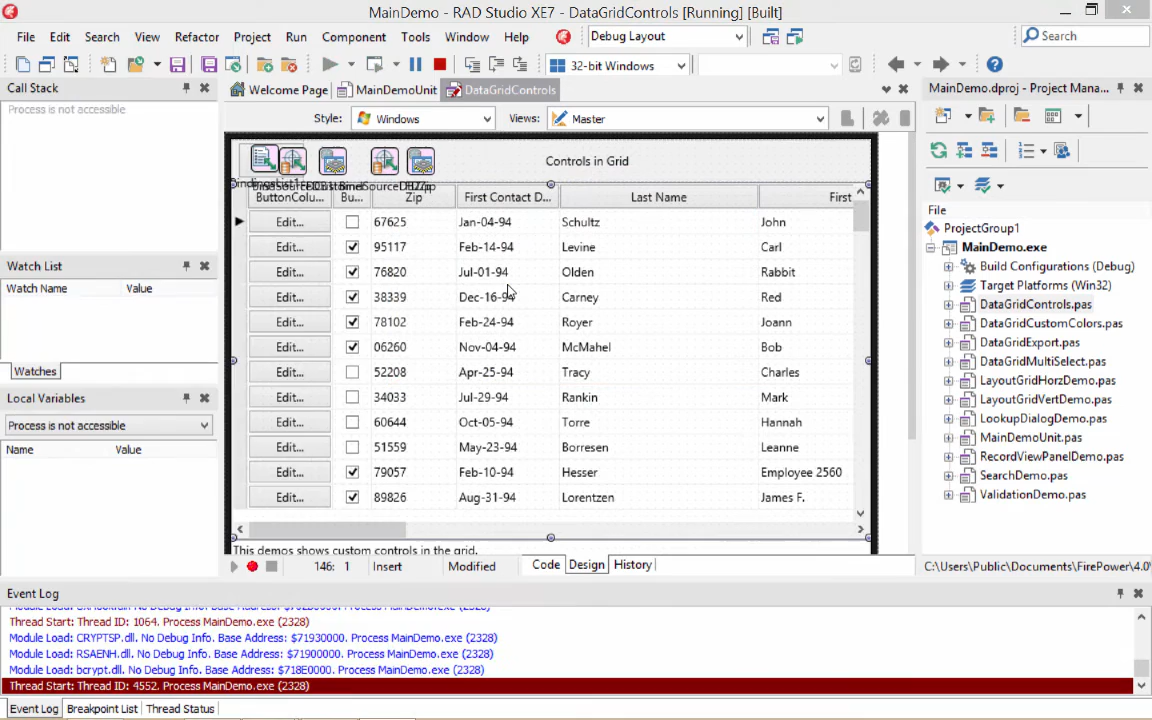 MainDemo - RAD Studio XE7 - DataGridControls [Running] [Built]
File Edit Search View Refactor Project Run Component Tools Window Help Debug Layout Search
32-bit Windows
Call Stack
Process is not accessible
Watch List
Watch Name Value
Watches
Local Variables
Process is not accessible
Name Value
Welcome Page MainDemoUnit DataGridControls
Style: Windows Views: Master
Controls in Grid
ButtonColu... Bu... Zip First Contact D... Last Name First
Edit... 67625 Jan-04-94 Schultz John
Edit... 95117 Feb-14-94 Levine Carl
Edit... 76820 Jul-01-94 Olden Rabbit
Edit... 38339 Dec-16-94 Carney Red
Edit... 78102 Feb-24-94 Royer Joann
Edit... 06260 Nov-04-94 McMahel Bob
Edit... 52208 Apr-25-94 Tracy Charles
Edit... 34033 Jul-29-94 Rankin Mark
Edit... 60644 Oct-05-94 Torre Hannah
Edit... 51559 May-23-94 Borresen Leanne
Edit... 79057 Feb-10-94 Hesser Employee 2560
Edit... 89826 Aug-31-94 Lorentzen James F.
This demos shows custom controls in the grid.
146: 1 Insert Modified Code Design History
MainDemo.dproj - Project Mana...
File
ProjectGroup1
MainDemo.exe
Build Configurations (Debug)
Target Platforms (Win32)
DataGridControls.pas
DataGridCustomColors.pas
DataGridExport.pas
DataGridMultiSelect.pas
LayoutGridHorzDemo.pas
LayoutGridVertDemo.pas
LookupDialogDemo.pas
MainDemoUnit.pas
RecordViewPanelDemo.pas
SearchDemo.pas
ValidationDemo.pas
C:\Users\Public\Documents\FirePower\4.0\
Event Log
Thread Start: Thread ID: 1064. Process MainDemo.exe (2328)
Module Load: CRYPTSP.dll. No Debug Info. Base Address: $71930000. Process MainDemo.exe (2328)
Module Load: RSAENH.dll. No Debug Info. Base Address: $71900000. Process MainDemo.exe (2328)
Module Load: bcrypt.dll. No Debug Info. Base Address: $718E0000. Process MainDemo.exe (2328)
Thread Start: Thread ID: 4552. Process MainDemo.exe (2328)
Event Log Breakpoint List Thread Status